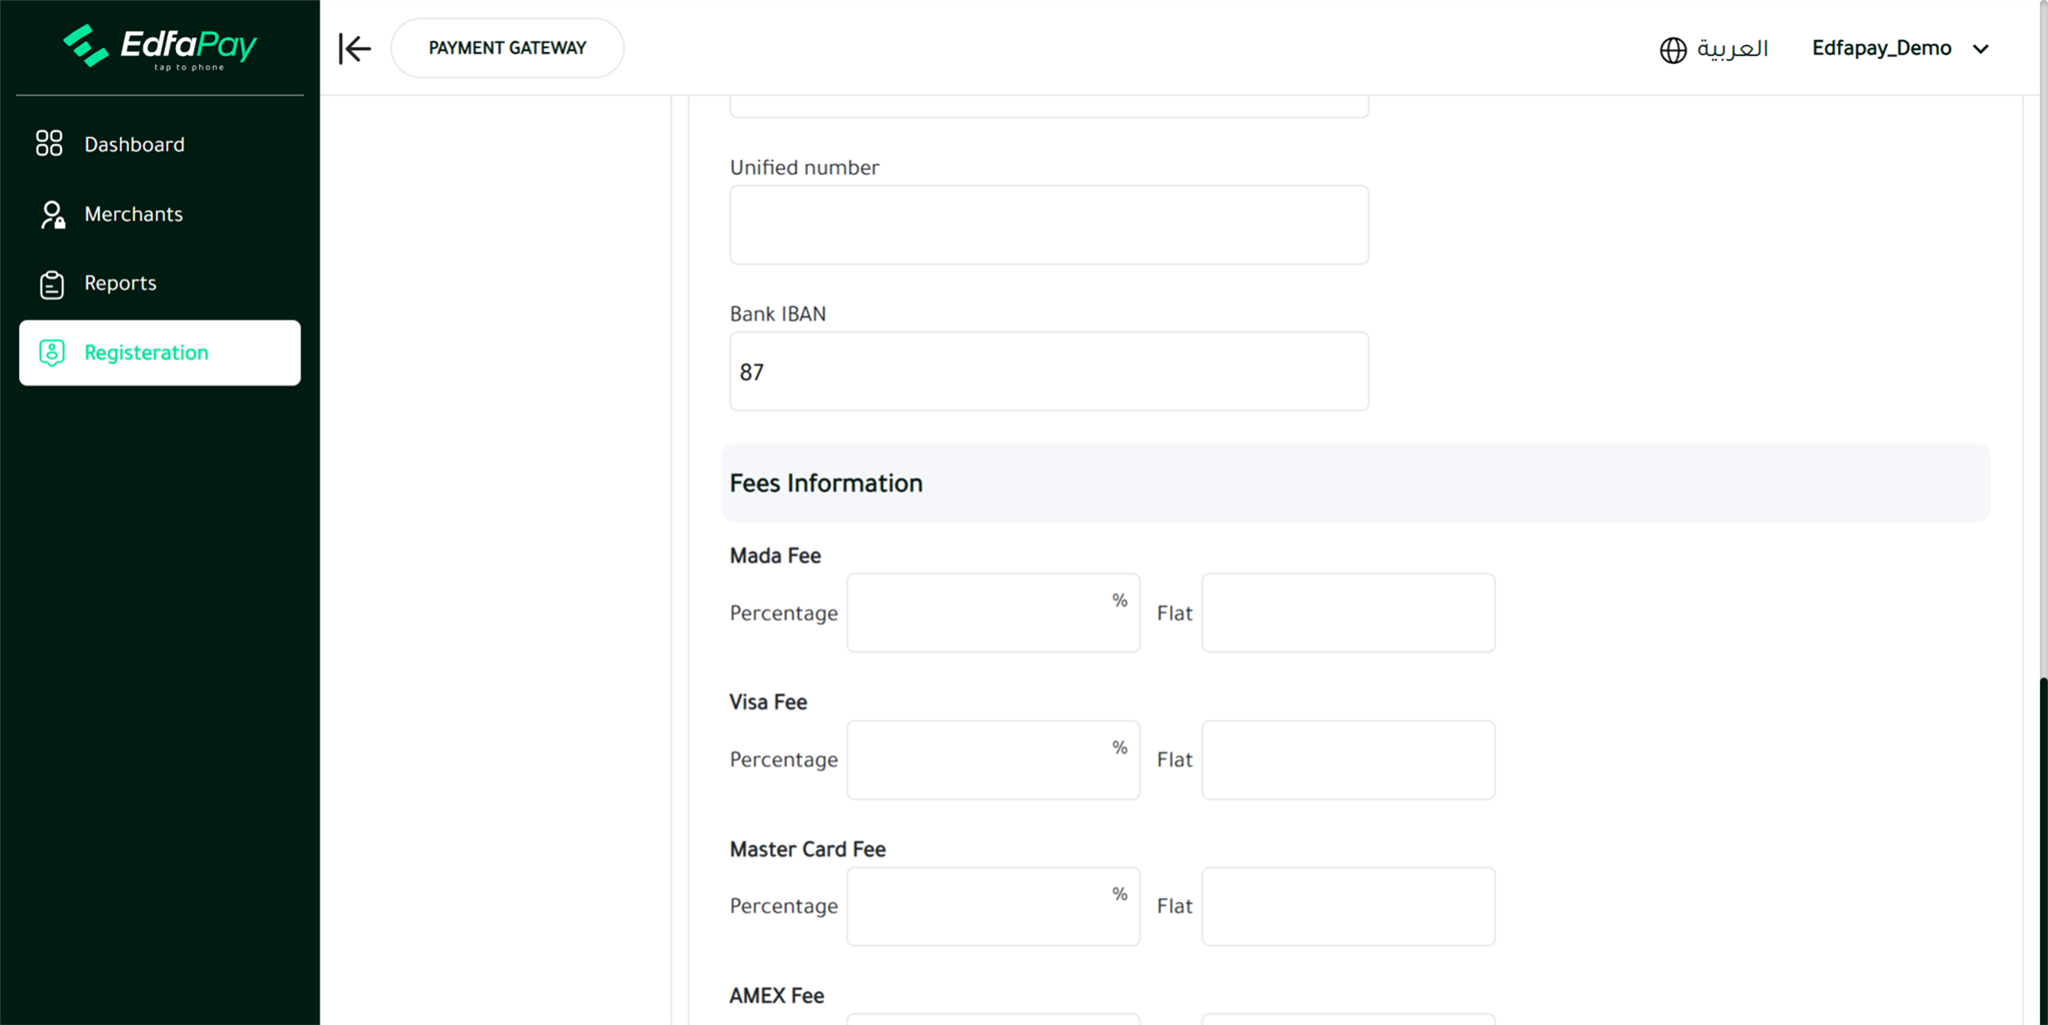 EdfaPay
tap to phone
PAYMENT GATEWAY
العربية
Edfapay_Demo
Dashboard
Merchants
Reports
Registeration
Unified number
Bank IBAN
87
Fees Information
Mada Fee
Percentage % Flat
Visa Fee
Percentage % Flat
Master Card Fee
Percentage % Flat
AMEX Fee